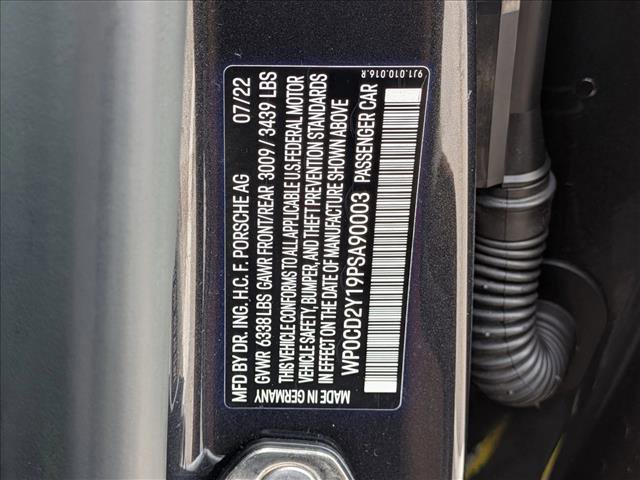 9J1.010.016.R
MFD BY DR. ING. H.C. F. PORSCHE AG 07/22
GVWR 6338 LBS GAWR FRONT/REAR 3009 / 3439 LBS
THIS VEHICLE CONFORMS TO ALL APPLICABLE U.S.FEDERAL MOTOR
VEHICLE SAFETY, BUMPER, AND THEFT PREVENTION STANDARDS
IN EFFECT ON THE DATE OF MANUFACTURE SHOWN ABOVE
WP0CD2Y19PSA90003 PASSENGER CAR
MADE IN GERMANY